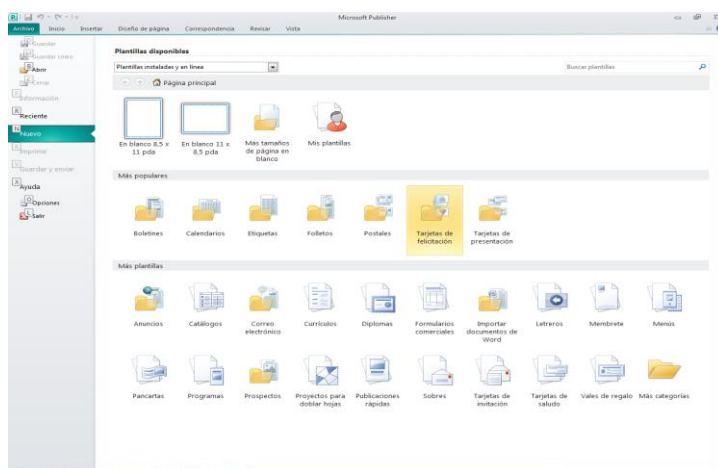 Microsoft Publisher
Archivo Inicio Insertar Diseño de página Correspondencia Revisar Vista
Guardar
Guardar como
Abrir
Cerrar
Información
Reciente
Nuevo
Imprimir
Guardar y enviar
Ayuda
Opciones
Salir
Plantillas disponibles
Plantillas instaladas y en línea
Buscar plantillas
Página principal
En blanco 8,5 x
11 pda
En blanco 11 x
8,5 pda
Más tamaños
de página en
blanco
Mis plantillas
Más populares
Boletines
Calendarios
Etiquetas
Folletos
Postales
Tarjetas de
felicitación
Tarjetas de
presentación
Más plantillas
Anuncios
Catálogos
Correo
electrónico
Currículos
Diplomas
Formularios
comerciales
Importar
documentos de
Word
Letreros
Membrete
Menús
Pancartas
Programas
Prospectos
Proyectos para
doblar hojas
Publicaciones
rápidas
Sobres
Tarjetas de
invitación
Tarjetas de
saludo
Vales de regalo
Más categorías